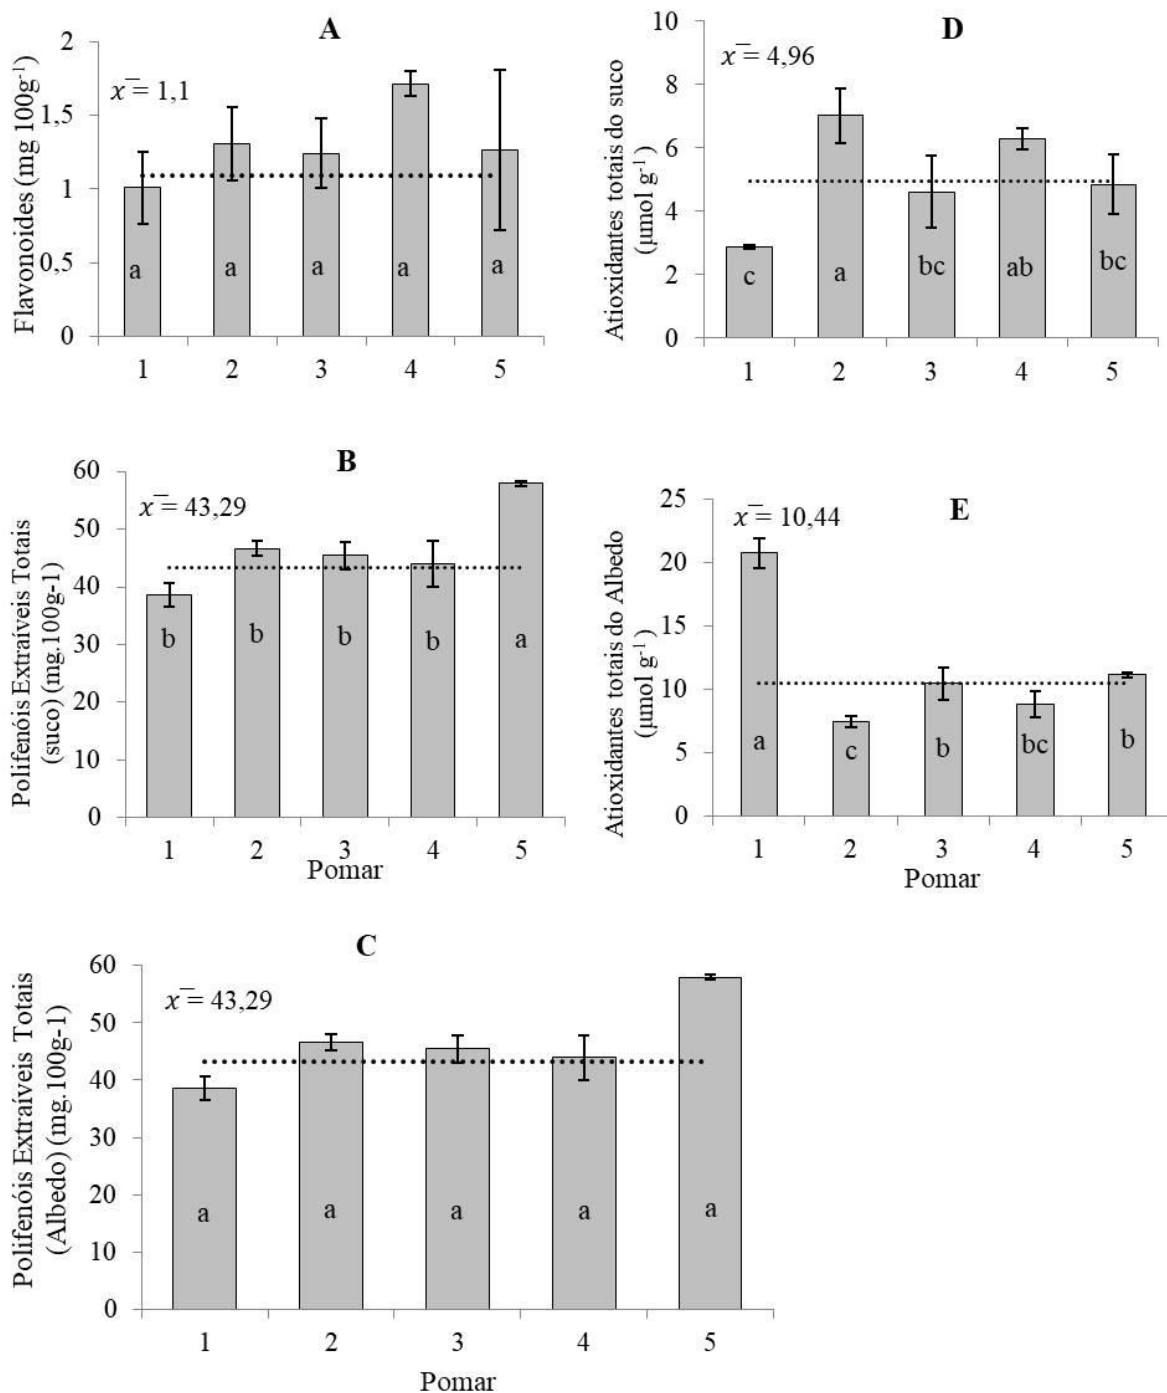 A
Flavonoides (mg 100g-1)
x̅ = 1,1
2
1,5
1
0,5
0
a a a a a
1 2 3 4 5
D
Atioxidantes totais do suco
(µmol g-1 )
x̅ = 4,96
10
8
6
4
2
0
c a bc ab bc
1 2 3 4 5
B
Polifenóis Extraíveis Totais
(suco) (mg.100g-1)
x̅ = 43,29
60
50
40
30
20
10
0
b b b b a
1 2 3 4 5
Pomar
E
Atioxidantes totais do Albedo
(µmol g-1 )
x̅ = 10,44
25
20
15
10
5
0
a c b bc b
1 2 3 4 5
Pomar
C
Polifenóis Extraíveis Totais
(Albedo) (mg.100g-1)
x̅ = 43,29
60
50
40
30
20
10
0
a a a a a
1 2 3 4 5
Pomar